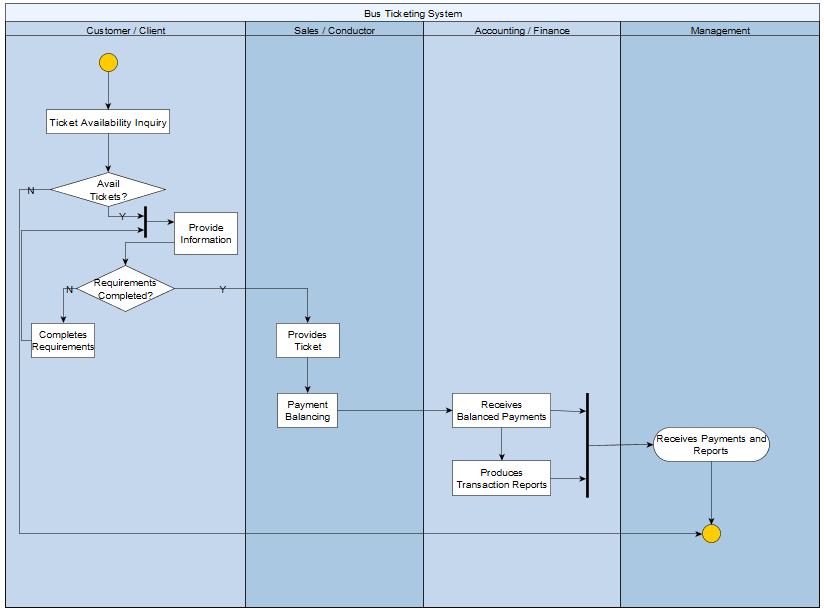 Bus Ticketing System
Customer / Client
Sales / Conductor
Accounting / Finance
Management
Ticket Availability Inquiry
Avail
Tickets?
N
Y
Provide
Information
Requirements
Completed?
N
Y
Completes
Requirements
Provides
Ticket
Payment
Balancing
Receives
Balanced Payments
Receives Payments and
Reports
Produces
Transaction Reports